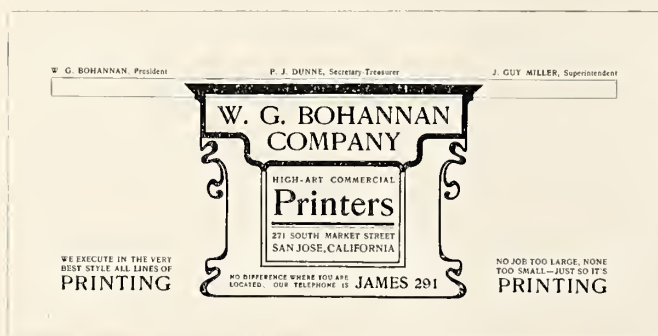 W. G. BOHANNAN, President P. J. DUNNE, Secretary-Treasurer J. GUY MILLER, Superintendent
W. G. BOHANNAN
COMPANY
HIGH-ART COMMERCIAL
Printers
271 SOUTH MARKET STREET
SAN JOSE, CALIFORNIA
WE EXECUTE IN THE VERY
BEST STYLE ALL LINES OF
PRINTING
NO DIFFERENCE WHERE YOU ARE
LOCATED, OUR TELEPHONE IS JAMES 291
NO JOB TOO LARGE, NONE
TOO SMALL—JUST SO IT'S
PRINTING